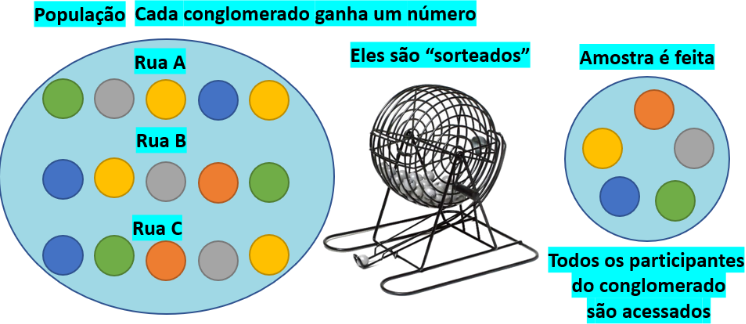 População
Cada conglomerado ganha um número
Rua A
Rua B
Rua C
Eles são “sorteados”
Amostra é feita
Todos os participantes
do conglomerado
são acessados